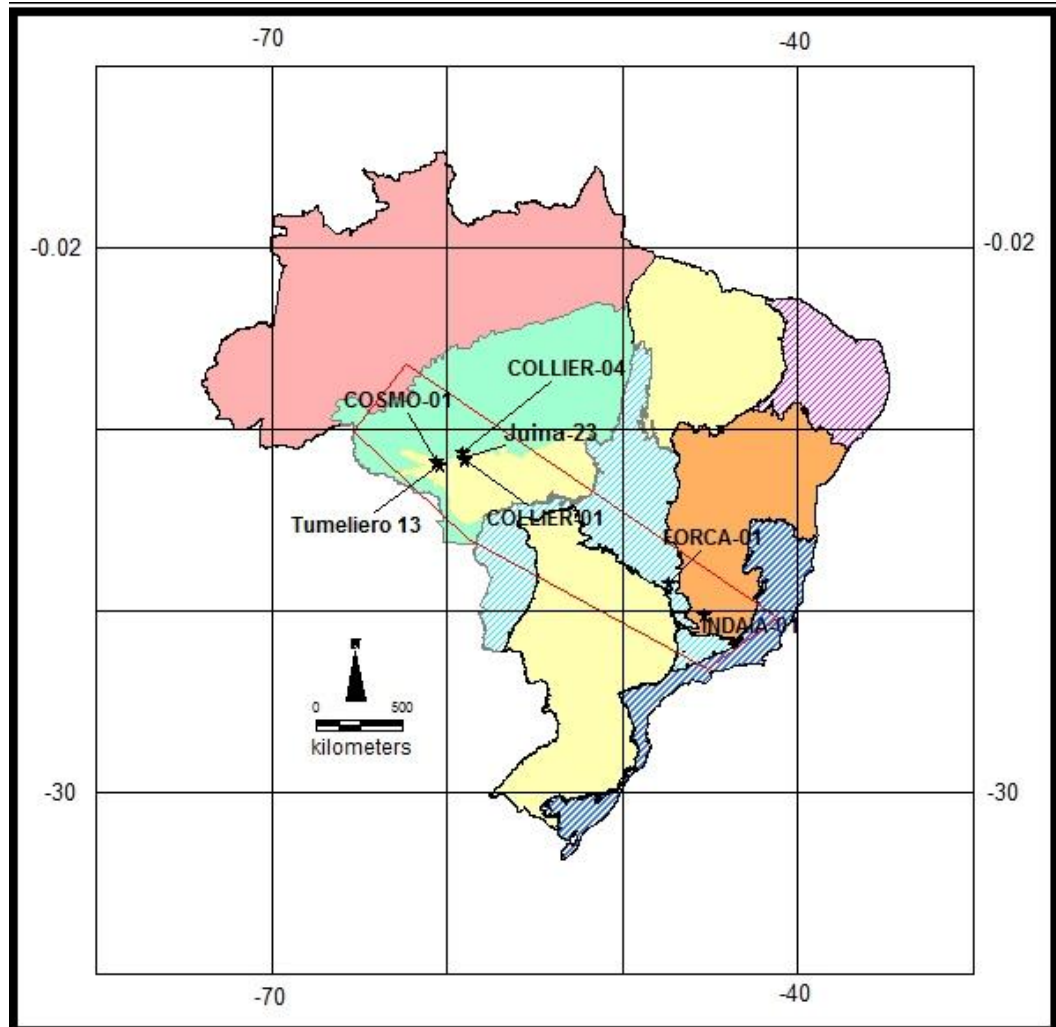 -70 -40
-0.02 -0.02
COLLIER-04
COSMO-01
Juina-23
Tumeliero 13
COLLIER-01
FORCA-01
INDAIA-01
N
0 500
kilometers
-30 -30
-70 -40